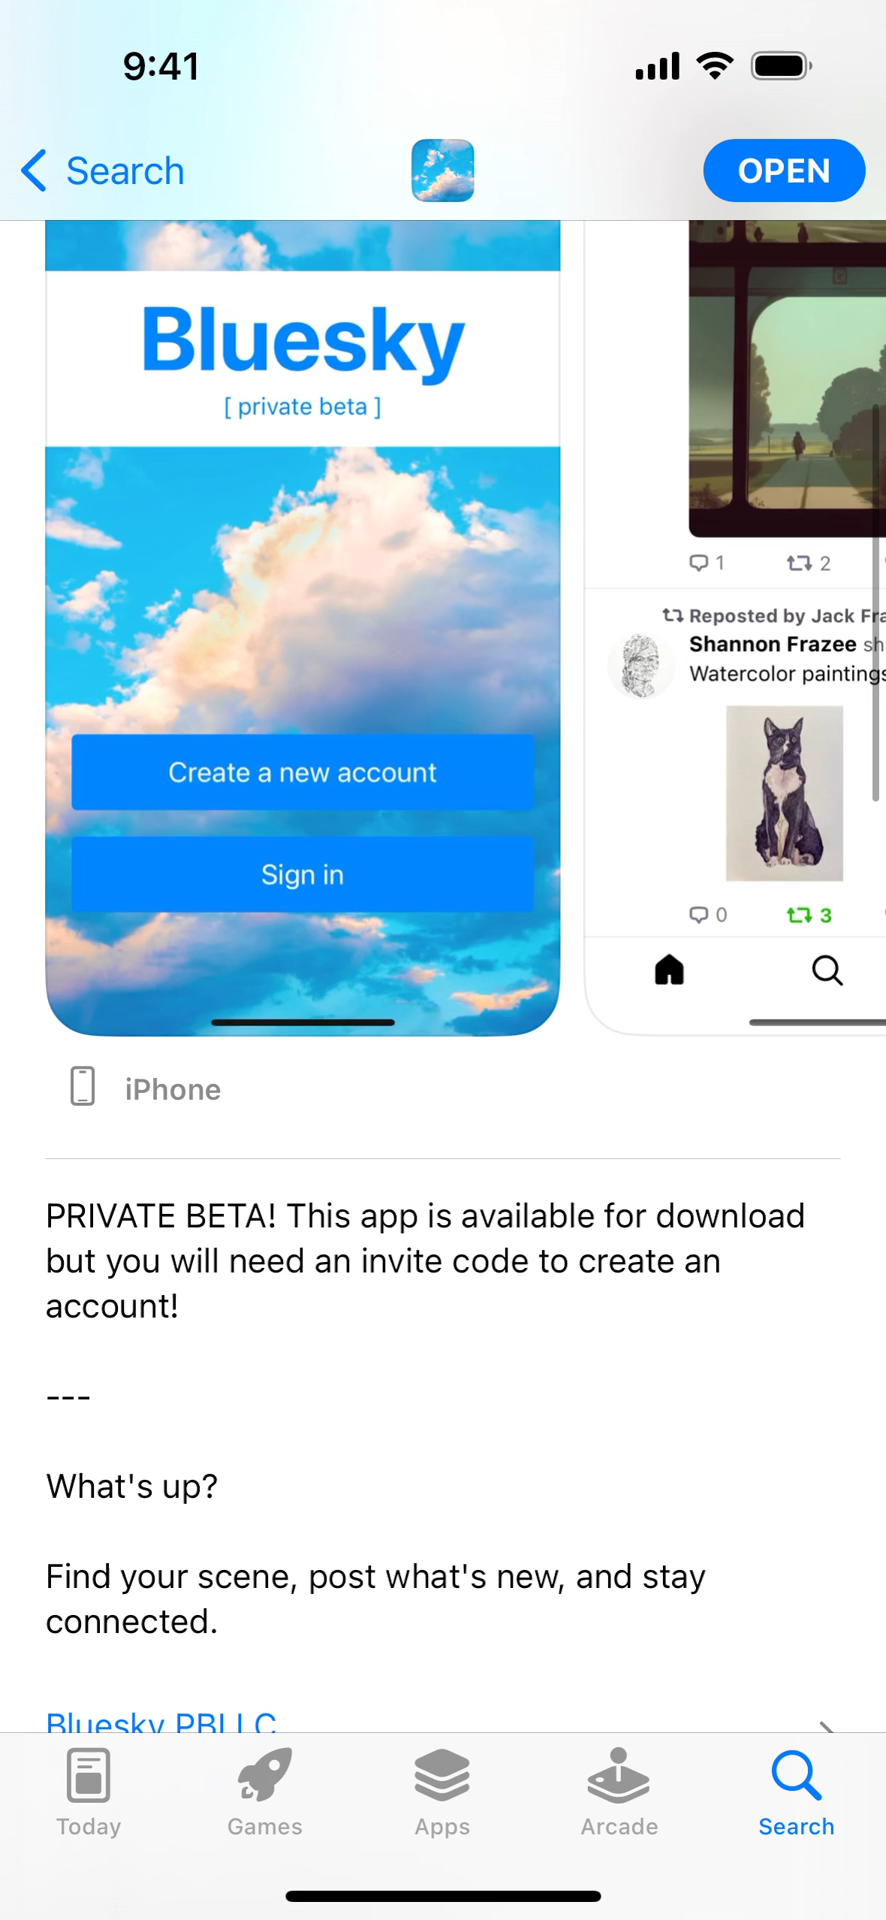 9:41
Search
OPEN
Bluesky
[ private beta ]
Create a new account
Sign in
1
2
Reposted by Jack Fra
Shannon Frazee sh
Watercolor paintings
0
3
iPhone
PRIVATE BETA! This app is available for download
but you will need an invite code to create an
account!
---
What's up?
Find your scene, post what's new, and stay
connected.
Bluesky PBLLC
Today
Games
Apps
Arcade
Search